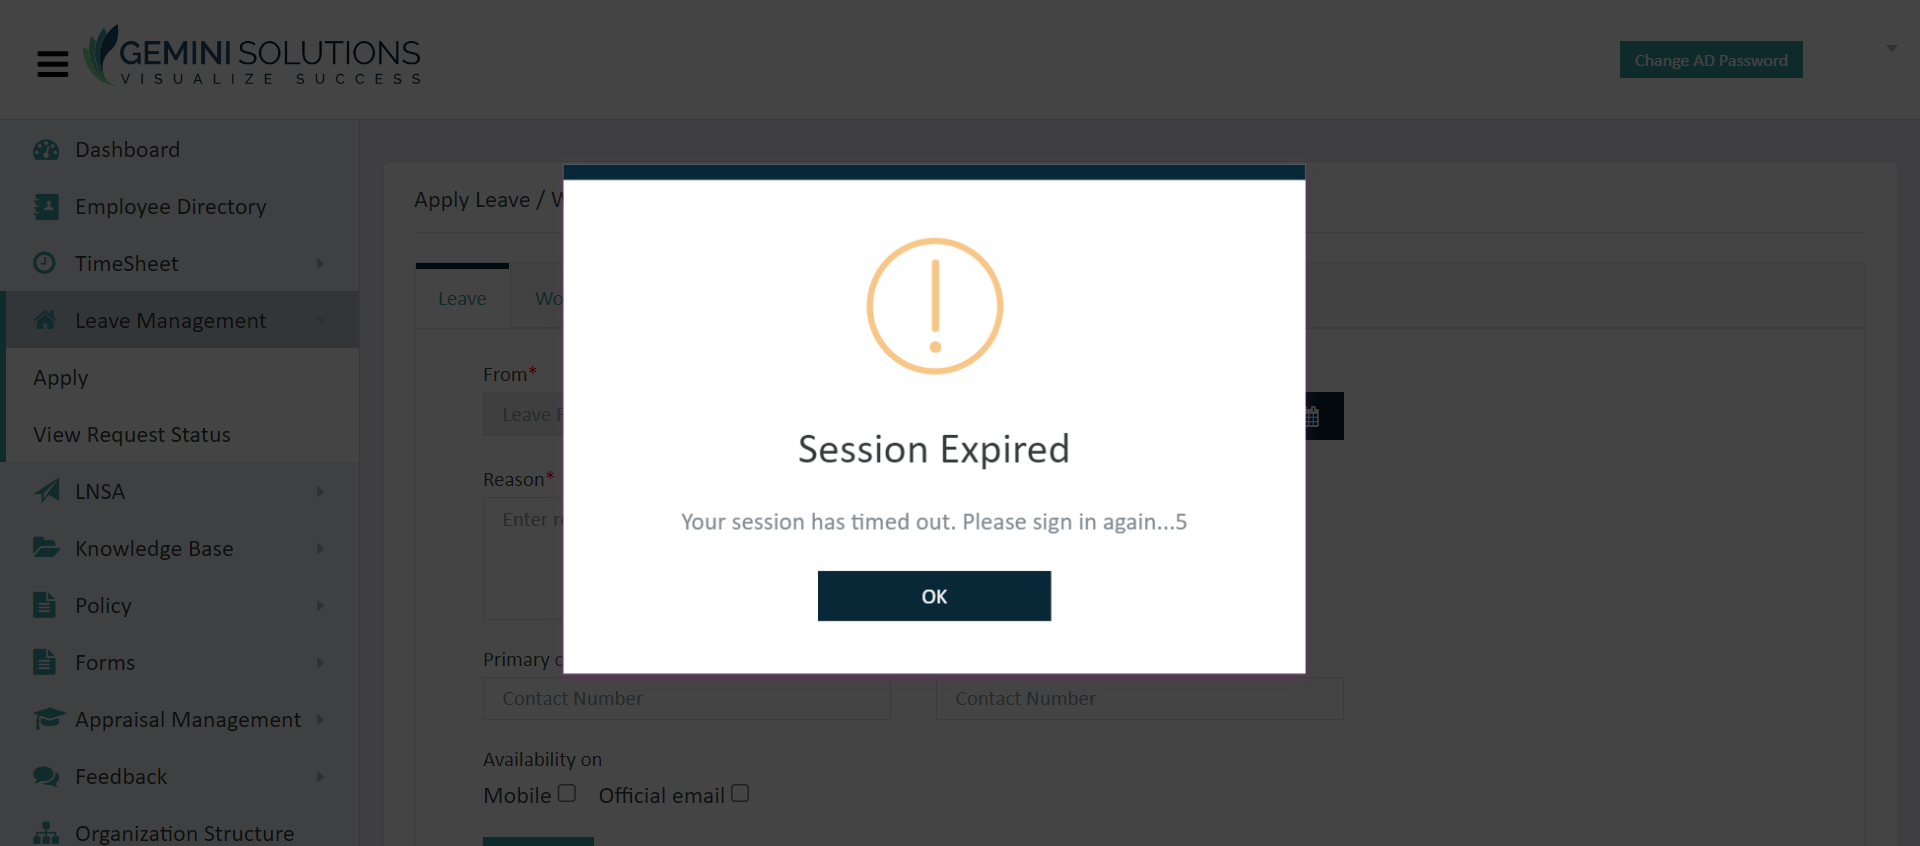 GEMINI SOLUTIONS
VISUALIZE SUCCESS
Change AD Password
Dashboard
Employee Directory
TimeSheet
Leave Management
Apply
View Request Status
LNSA
Knowledge Base
Policy
Forms
Appraisal Management
Feedback
Organization Structure
Apply Leave /
Leave
From*
Leave
Reason*
Enter
Primary
Contact Number
Contact Number
Availability on
Mobile
Official email
Session Expired
Your session has timed out. Please sign in again...5
OK